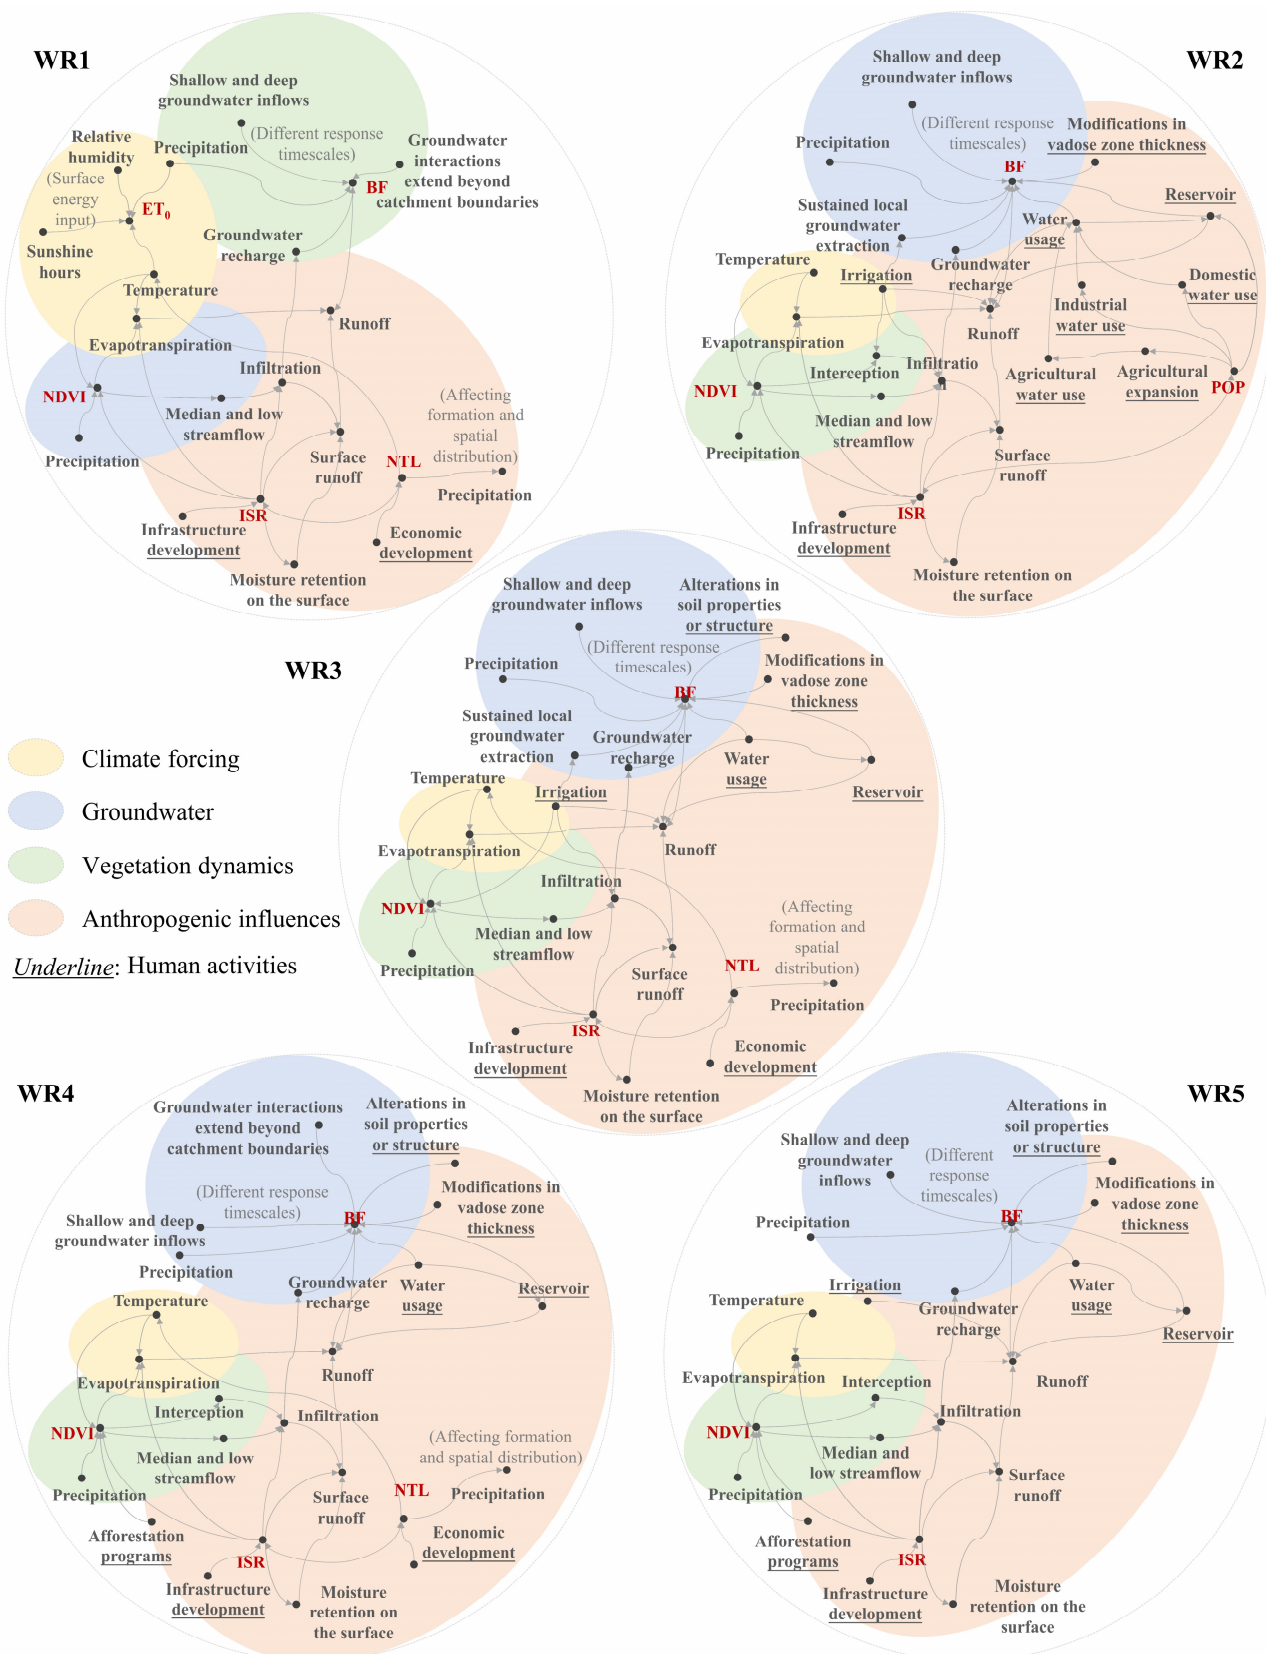 WR1
Shallow and deep
groundwater inflows
(Different response
timescales)
Relative
humidity
(Surface
energy
input)
Precipitation
Groundwater
interactions
extend beyond
catchment boundaries
BF
ET0
Sunshine
hours
Groundwater
recharge
Temperature
Runoff
Evapotranspiration
Infiltration
NDVI
Median and low
streamflow
(Affecting
formation and
spatial
distribution)
Precipitation
Surface
runoff
NTL
Precipitation
ISR
Infrastructure
development
Economic
development
Moisture retention
on the surface
WR2
Shallow and deep
groundwater inflows
(Different response
timescales)
Modifications in
vadose zone thickness
Precipitation
BF
Reservoir
Sustained local
groundwater
extraction
Water
usage
Temperature
Irrigation
Groundwater
recharge
Domestic
water use
Industrial
water use
Runoff
Evapotranspiration
Interception
Infiltratio
n
Agricultural
water use
Agricultural
expansion
POP
NDVI
Median and low
streamflow
Precipitation
Surface
runoff
ISR
Infrastructure
development
Moisture retention on
the surface
WR3
Shallow and deep
groundwater inflows
Alterations in
soil properties
or structure
(Different response
timescales)
Precipitation
Modifications in
vadose zone
thickness
BF
Sustained local
groundwater
extraction
Groundwater
recharge
Water
usage
Temperature
Irrigation
Reservoir
Evapotranspiration
Runoff
Infiltration
NDVI
Median and low
streamflow
(Affecting
formation and
spatial
distribution)
Precipitation
Surface
runoff
NTL
Precipitation
ISR
Infrastructure
development
Economic
development
Moisture retention
on the surface
Climate forcing
Groundwater
Vegetation dynamics
Anthropogenic influences
Underline: Human activities
WR4
Groundwater interactions
extend beyond
catchment boundaries
Alterations in
soil properties
or structure
(Different response
timescales)
Modifications in
vadose zone
thickness
Shallow and deep
groundwater inflows
BF
Precipitation
Groundwater
recharge
Water
usage
Reservoir
Temperature
Runoff
Evapotranspiration
Interception
Infiltration
NDVI
Median and low
streamflow
(Affecting formation
and spatial distribution)
Precipitation
Surface
runoff
NTL
Precipitation
Afforestation
programs
Economic
development
ISR
Infrastructure
development
Moisture
retention on
the surface
WR5
Alterations in
soil properties
or structure
Shallow and deep
groundwater
inflows
(Different
response
timescales)
Modifications in
vadose zone
thickness
Precipitation
BF
Irrigation
Water
usage
Temperature
Groundwater
recharge
Reservoir
Evapotranspiration
Interception
Runoff
Infiltration
NDVI
Median and
low streamflow
Precipitation
Surface
runoff
Afforestation
programs
ISR
Infrastructure
development
Moisture
retention on the
surface